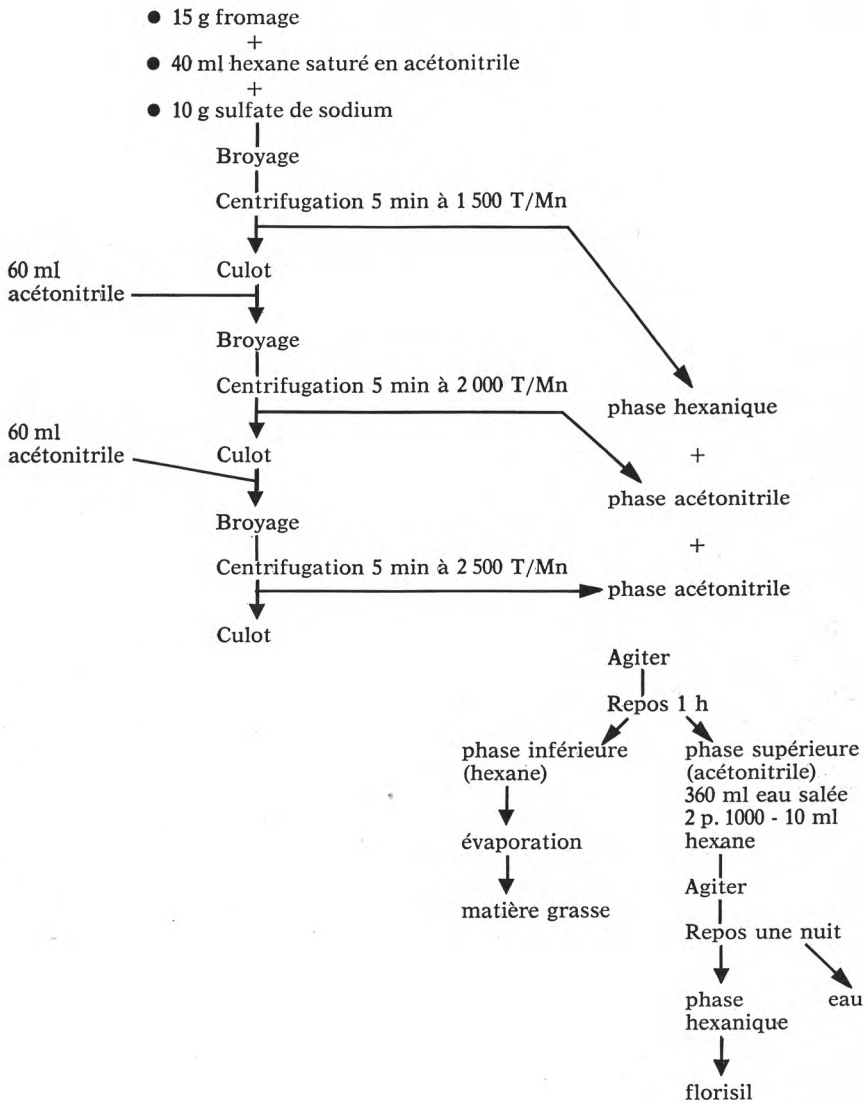 ● 15 g fromage
+
● 40 ml hexane saturé en acétonitrile
+
● 10 g sulfate de sodium
Broyage
Centrifugation 5 min à 1 500 T/Mn
60 ml
acétonitrile
Culot
Broyage
Centrifugation 5 min à 2 000 T/Mn
phase hexanique
60 ml
acétonitrile
Culot
+
phase acétonitrile
Broyage
+
Centrifugation 5 min à 2 500 T/Mn
phase acétonitrile
Culot
Agiter
Repos 1 h
phase inférieure
(hexane)
évaporation
matière grasse
phase supérieure
(acétonitrile)
360 ml eau salée
2 p. 1000 - 10 ml
hexane
Agiter
Repos une nuit
phase
hexanique
eau
florisil